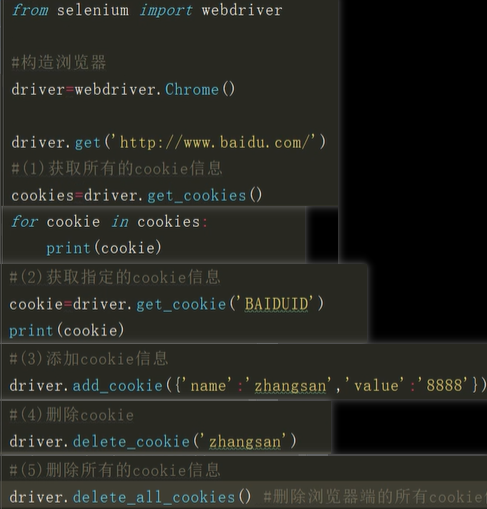 from selenium import webdriver
#构造浏览器
driver=webdriver.Chrome()
driver.get('http://www.baidu.com/')
#(1)获取所有的cookie信息
cookies=driver.get_cookies()
for cookie in cookies:
    print(cookie)
#(2)获取指定的cookie信息
cookie=driver.get_cookie('BAIDUID')
print(cookie)
#(3)添加cookie信息
driver.add_cookie({'name':'zhangsan','value':'8888'})
#(4)删除cookie
driver.delete_cookie('zhangsan')
#(5)删除所有的cookie信息
driver.delete_all_cookies() #删除浏览器端的所有cookie